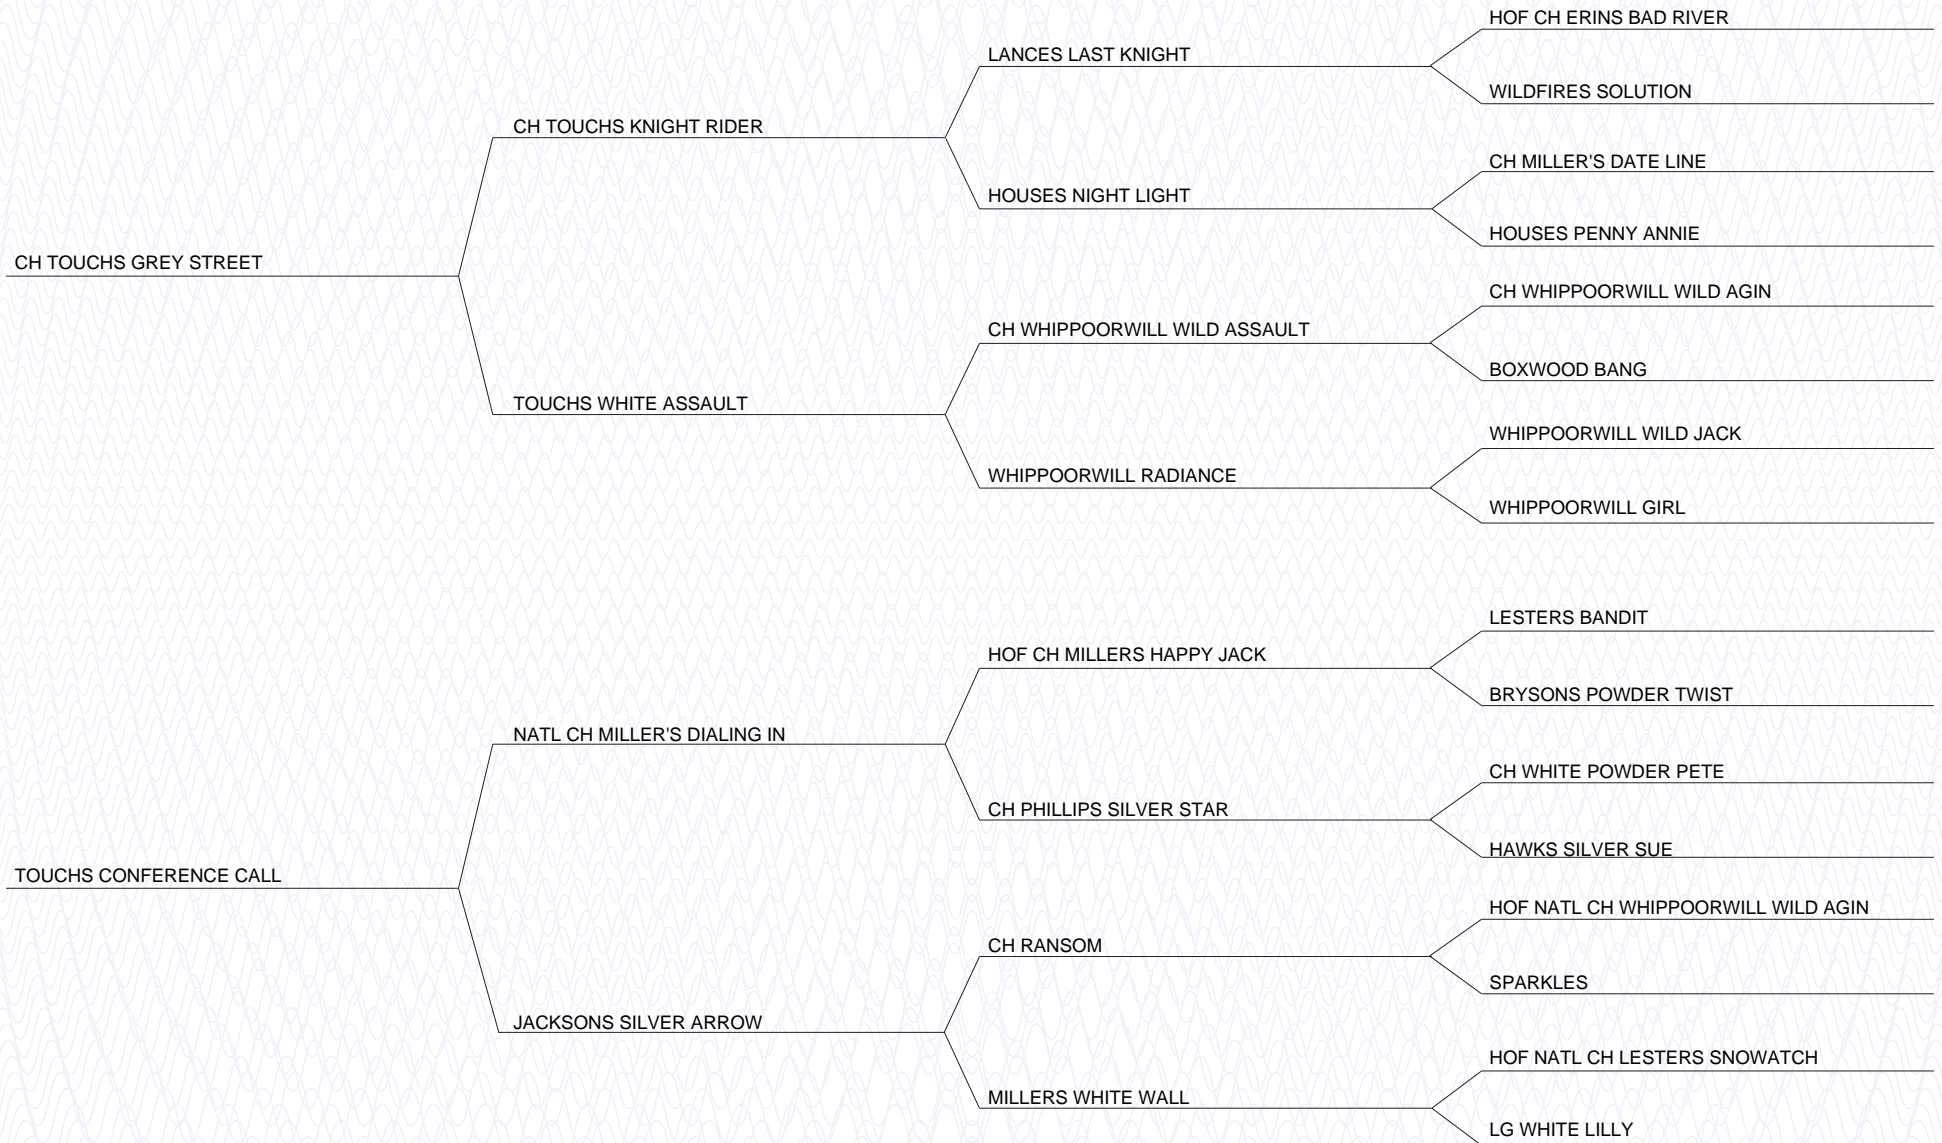 HOF CH ERINS BAD RIVER
LANCES LAST KNIGHT
WILDFIRES SOLUTION
CH TOUCHS KNIGHT RIDER
CH MILLER'S DATE LINE
HOUSES NIGHT LIGHT
HOUSES PENNY ANNIE
CH TOUCHS GREY STREET
CH WHIPPOORWILL WILD AGIN
CH WHIPPOORWILL WILD ASSAULT
BOXWOOD BANG
TOUCHS WHITE ASSAULT
WHIPPOORWILL WILD JACK
WHIPPOORWILL RADIANCE
WHIPPOORWILL GIRL
LESTERS BANDIT
HOF CH MILLERS HAPPY JACK
BRYSONS POWDER TWIST
NATL CH MILLER'S DIALING IN
CH WHITE POWDER PETE
CH PHILLIPS SILVER STAR
HAWKS SILVER SUE
TOUCHS CONFERENCE CALL
HOF NATL CH WHIPPOORWILL WILD AGIN
CH RANSOM
SPARKLES
JACKSONS SILVER ARROW
HOF NATL CH LESTERS SNOWATCH
MILLERS WHITE WALL
LG WHITE LILLY